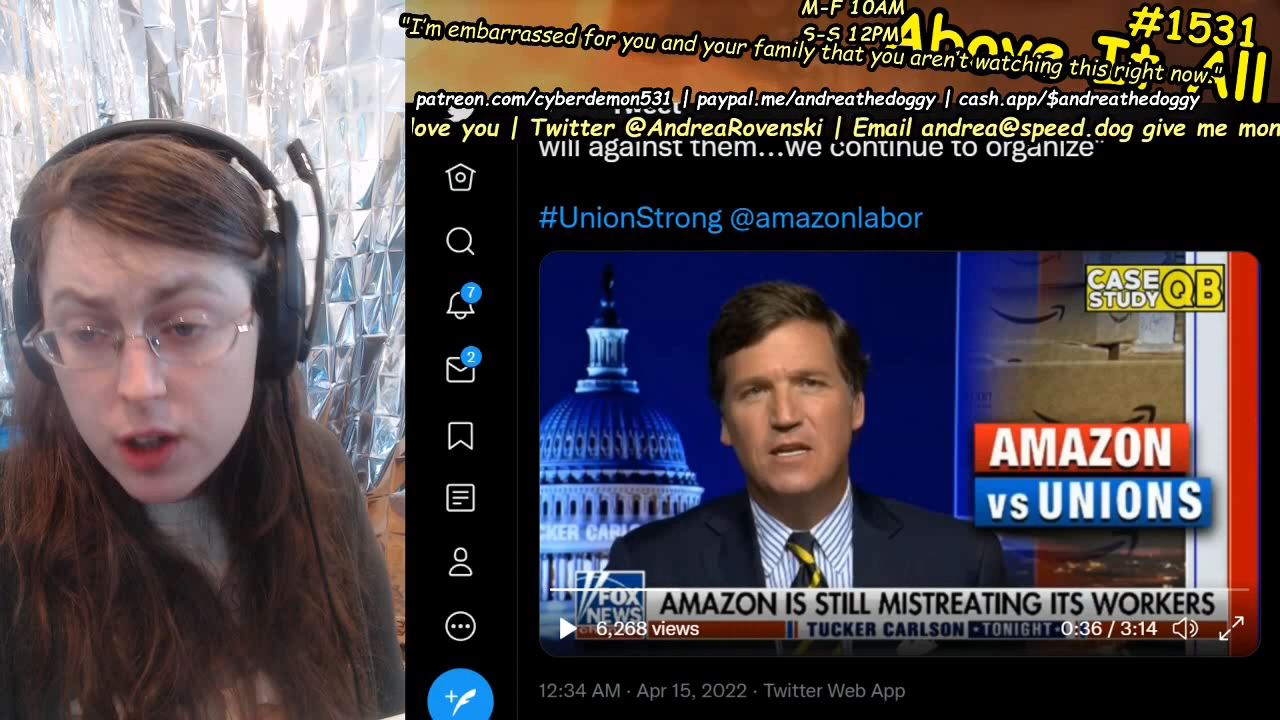 M-F 10AM
S-S 12PM
Above It All
#1531
"I'm embarrassed for you and your family that you aren't watching this right now."
patreon.com/cyberdemon531 | paypal.me/andreathedoggy | cash.app/$andreathedoggy
love you | Twitter @AndreaRovenski | Email andrea@speed.dog give me
Tweet
will against them...we continue to organize"
#UnionStrong @amazonlabor
7
2
CASE
STUDY QB
AMAZON
vs UNIONS
FOX
NEWS
AMAZON IS STILL MISTREATING ITS WORKERS
TUCKER CARLSON TONIGHT
6,268 views
0:36 / 3:14
12:34 AM · Apr 15, 2022 · Twitter Web App